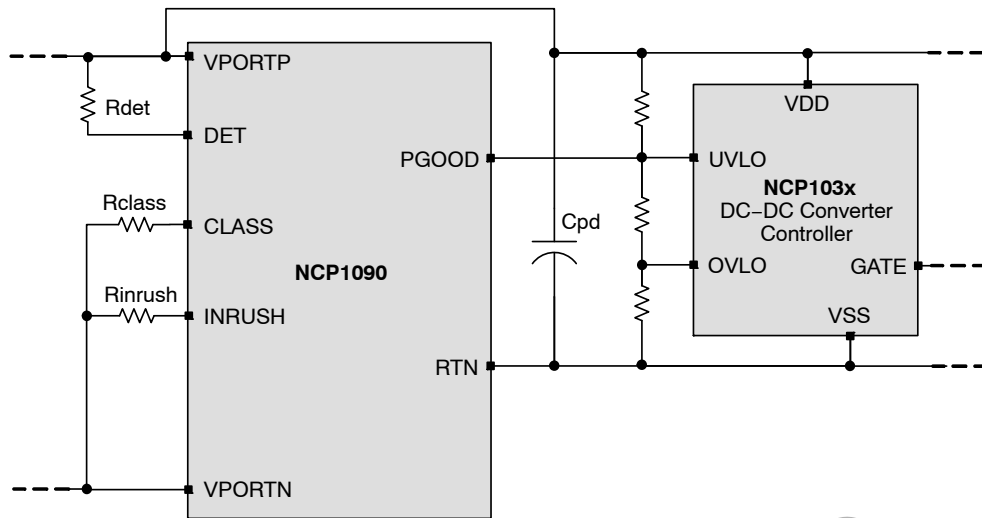 VPORTP
Rdet
DET
VDD
PGOOD
UVLO
NCP103x
DC−DC Converter
Controller
Rclass
CLASS
Cpd
NCP1090
OVLO
GATE
Rinrush
INRUSH
VSS
RTN
VPORTN